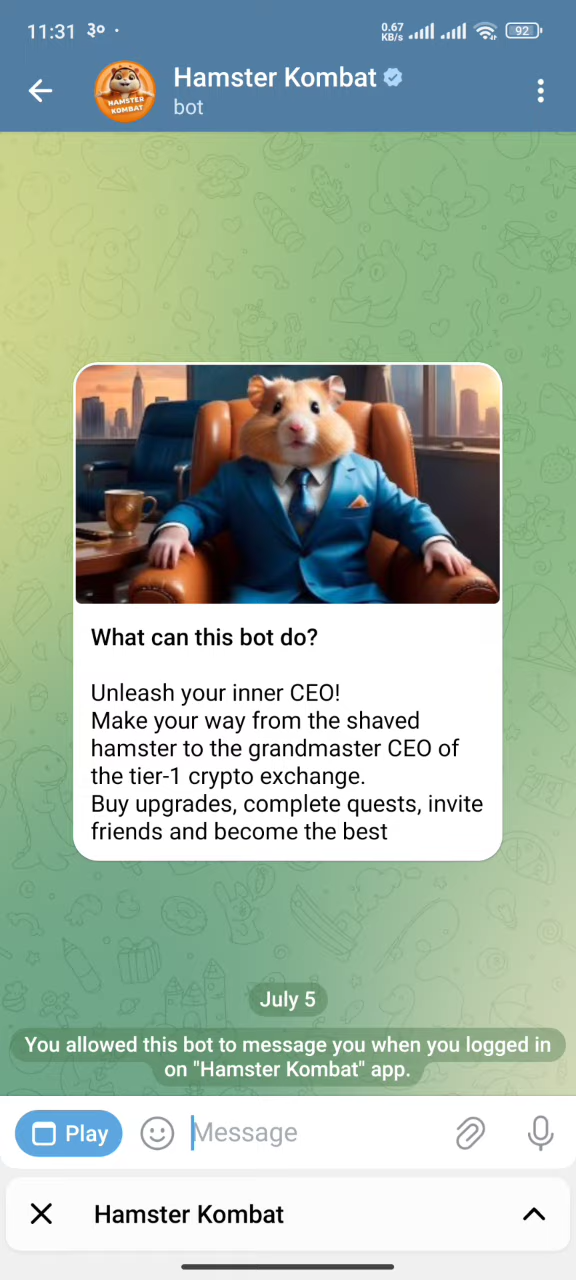 11:31 ३०
0.67
KB/s
92
Hamster Kombat
bot
HAMSTER
KOMBAT
What can this bot do?
Unleash your inner CEO!
Make your way from the shaved
hamster to the grandmaster CEO of
the tier-1 crypto exchange.
Buy upgrades, complete quests, invite
friends and become the best
July 5
You allowed this bot to message you when you logged in
on "Hamster Kombat" app.
Play
Message
Hamster Kombat